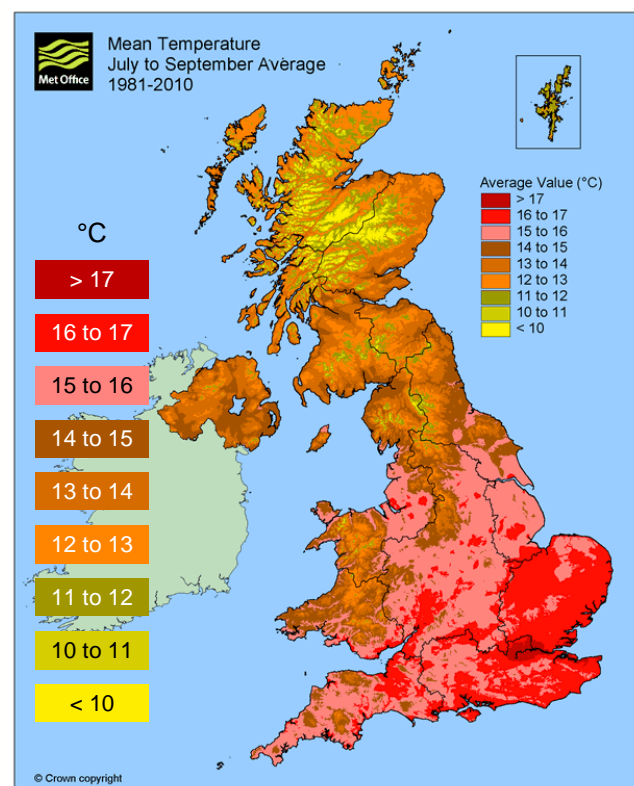 Met Office
Mean Temperature
July to September Average
1981-2010
Average Value (°C)
> 17
16 to 17
15 to 16
14 to 15
13 to 14
12 to 13
11 to 12
10 to 11
< 10
°C
> 17
16 to 17
15 to 16
14 to 15
13 to 14
12 to 13
11 to 12
10 to 11
< 10
© Crown copyright